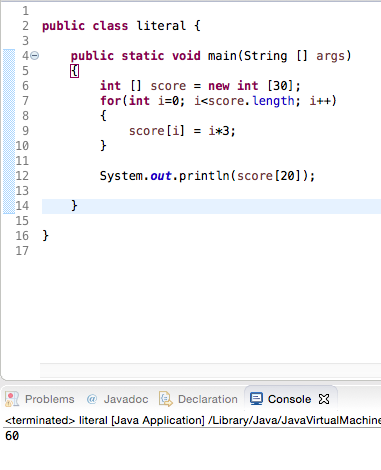 1
2 public class literal {
3
4 public static void main(String [] args)
5 {
6 int [] score = new int [30];
7 for(int i=0; i<score.length; i++)
8 {
9 score[i] = i*3;
10 }
11
12 System.out.println(score[20]);
13
14 }
15
16 }
17
Problems @ Javadoc Declaration Console
<terminated> literal [Java Application] /Library/Java/JavaVirtualMachine
60